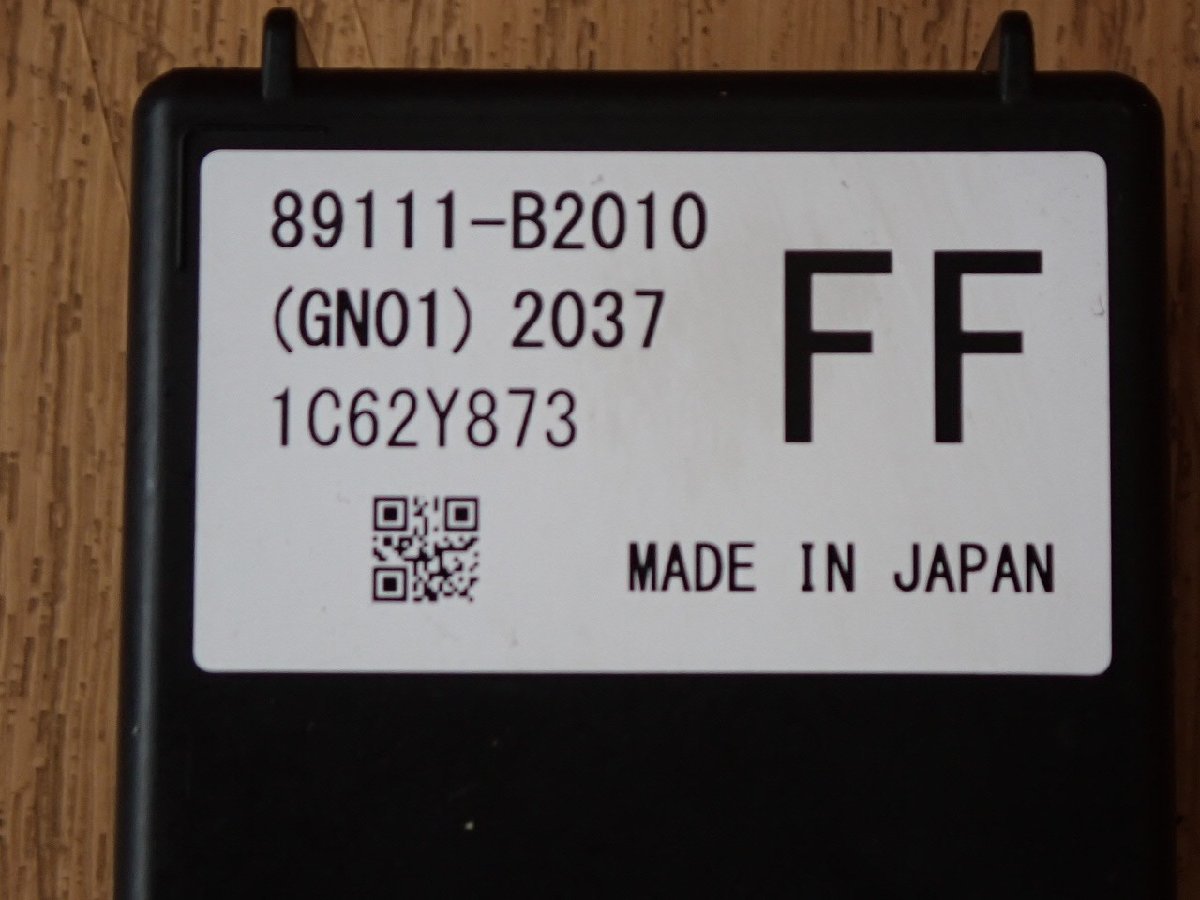 89111-B2010
(GN01) 2037
1C62Y873
FF
MADE IN JAPAN